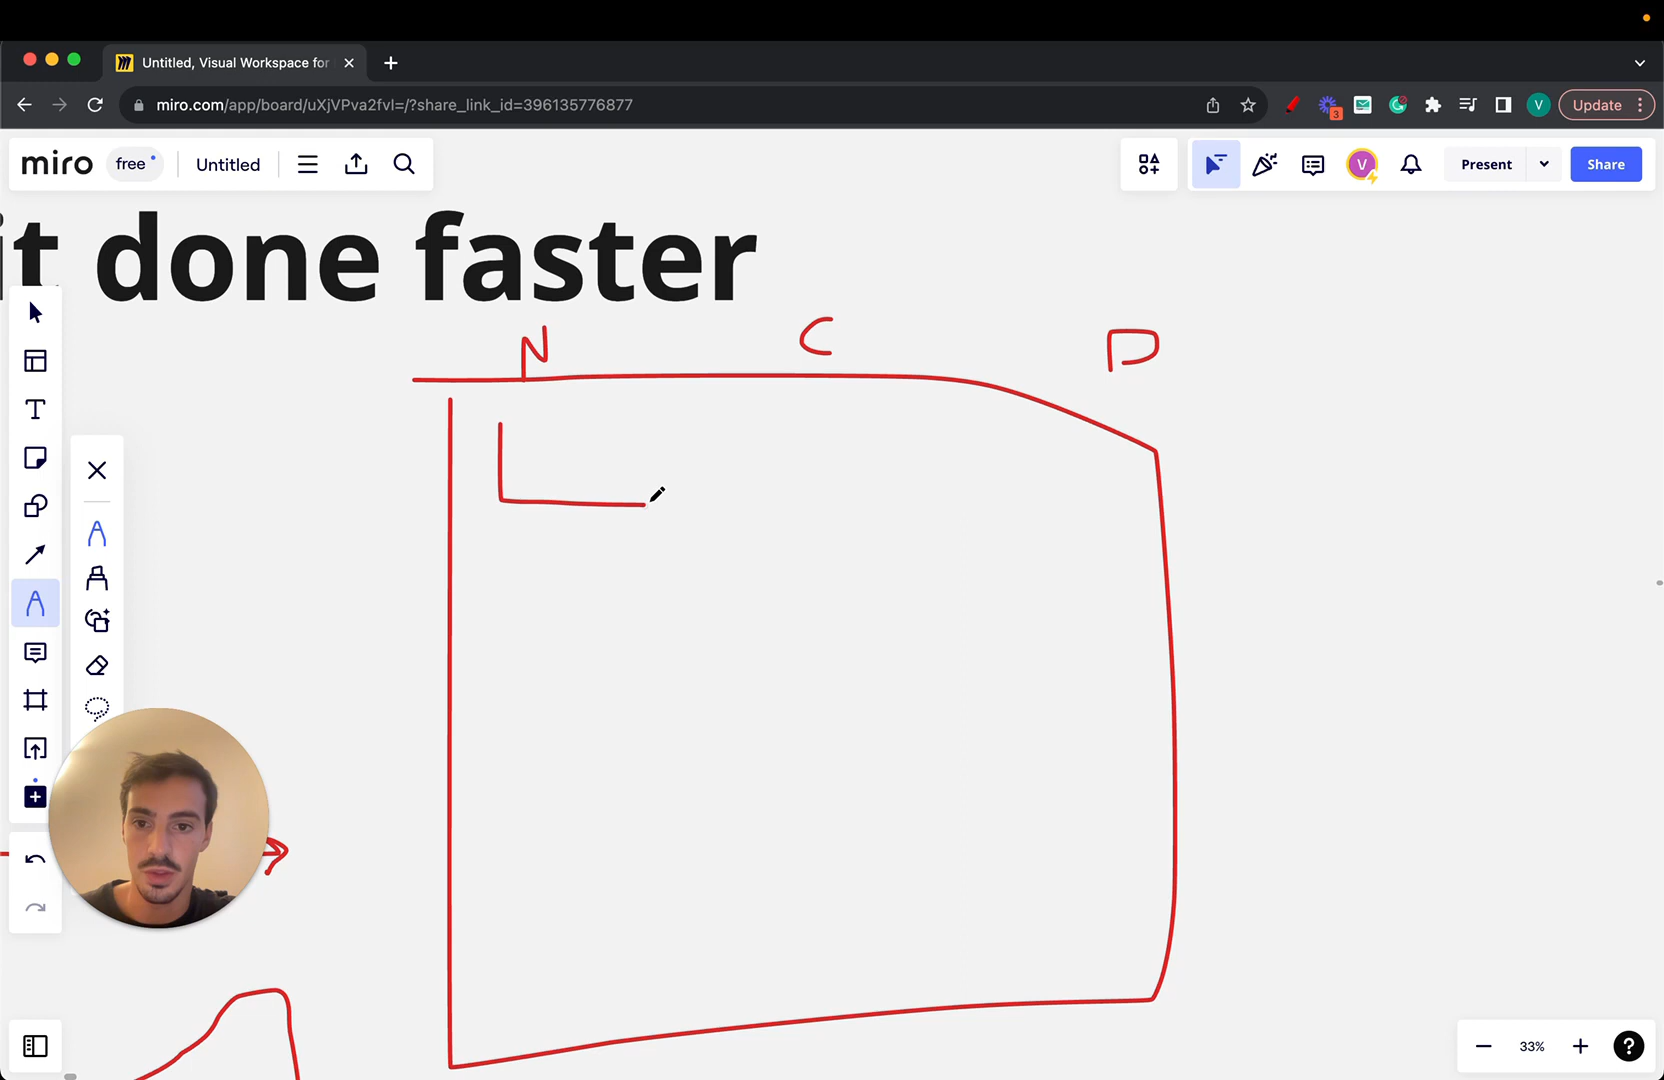 Untitled, Visual Workspace for
miro.com/app/board/uXjVPva2fvI=/?share_link_id=396135776877
3
V
Update
miro
free
Untitled
V
Present
Share
it done faster
N
C
D
T
33%
?